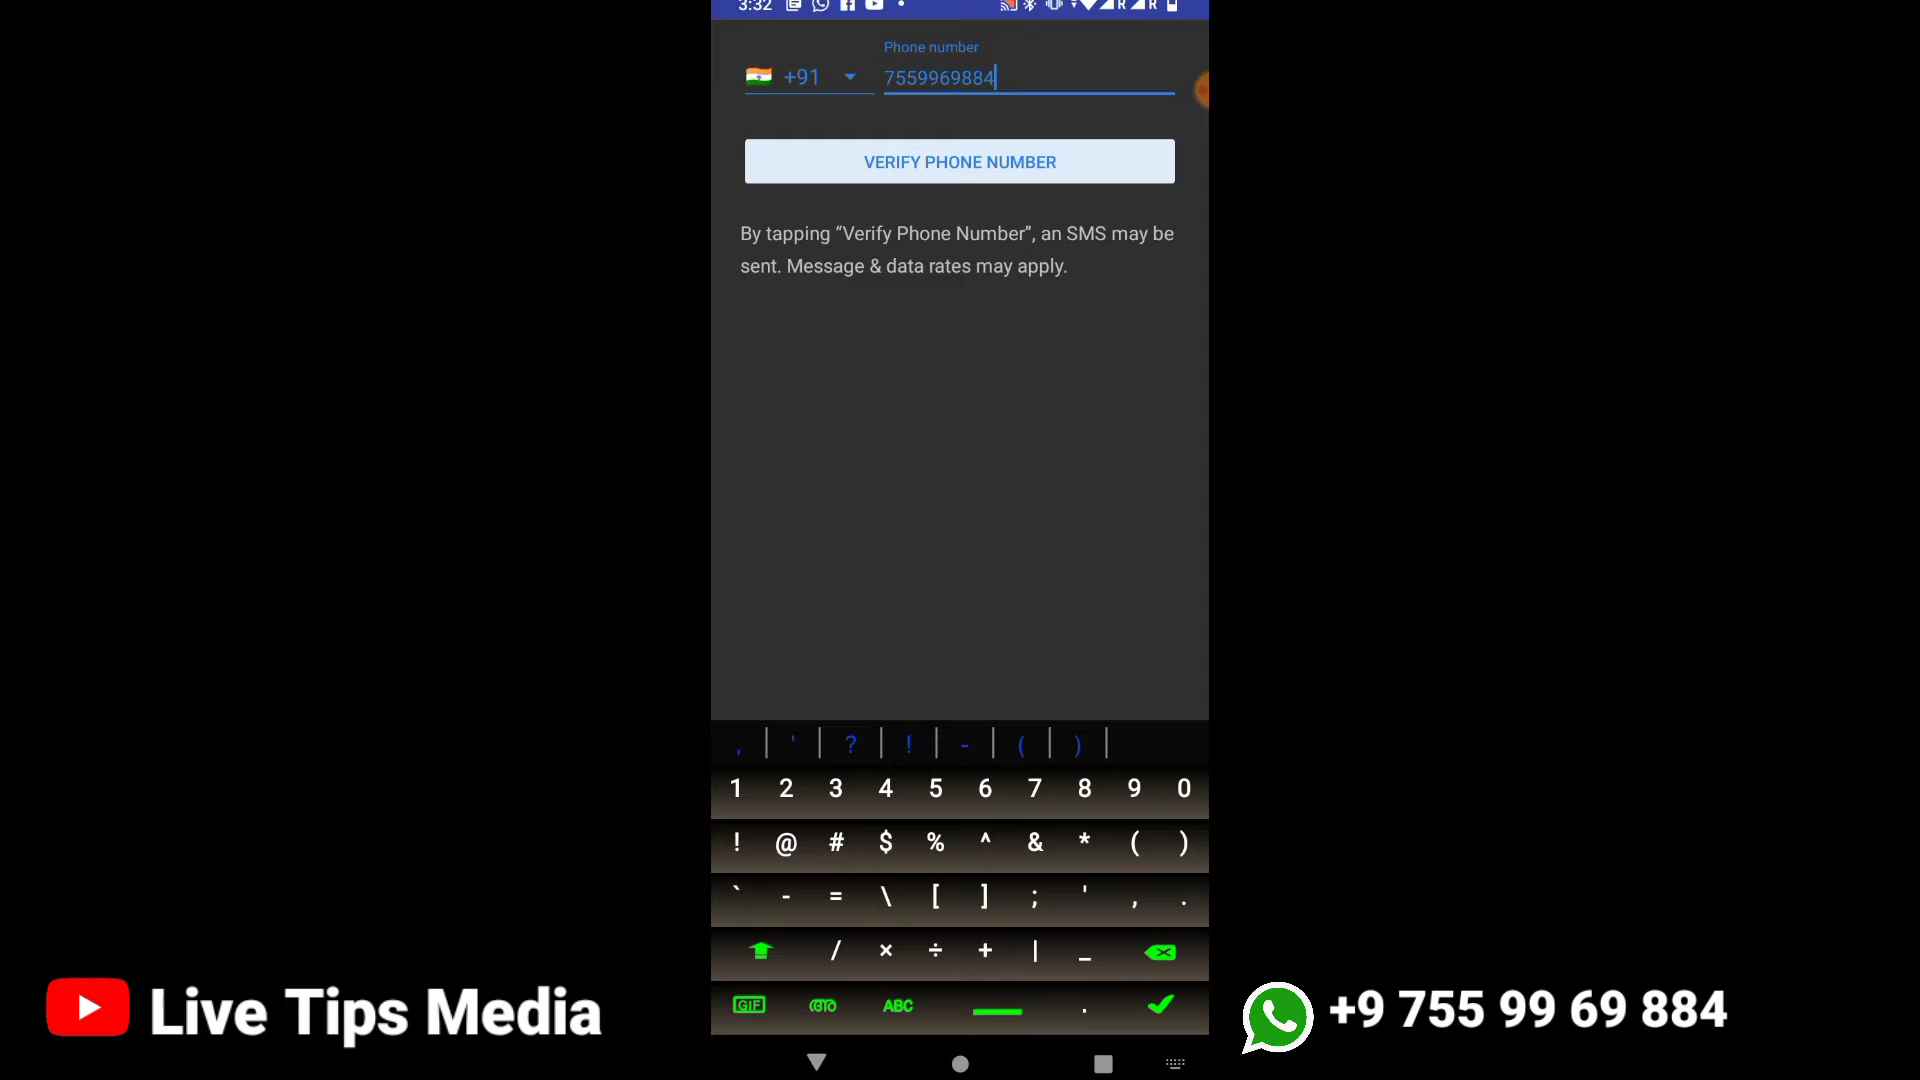 3:32 R R
Phone number
+91 7559969884
VERIFY PHONE NUMBER
By tapping “Verify Phone Number”, an SMS may be
sent. Message & data rates may apply.
, ' ? ! - ( )
1 2 3 4 5 6 7 8 9 0
! @ # $ % ^ & * ( )
` - = \ [ ] ; ' , .
/ × ÷ + | _
GIF അ ABC .
Live Tips Media
+9 755 99 69 884